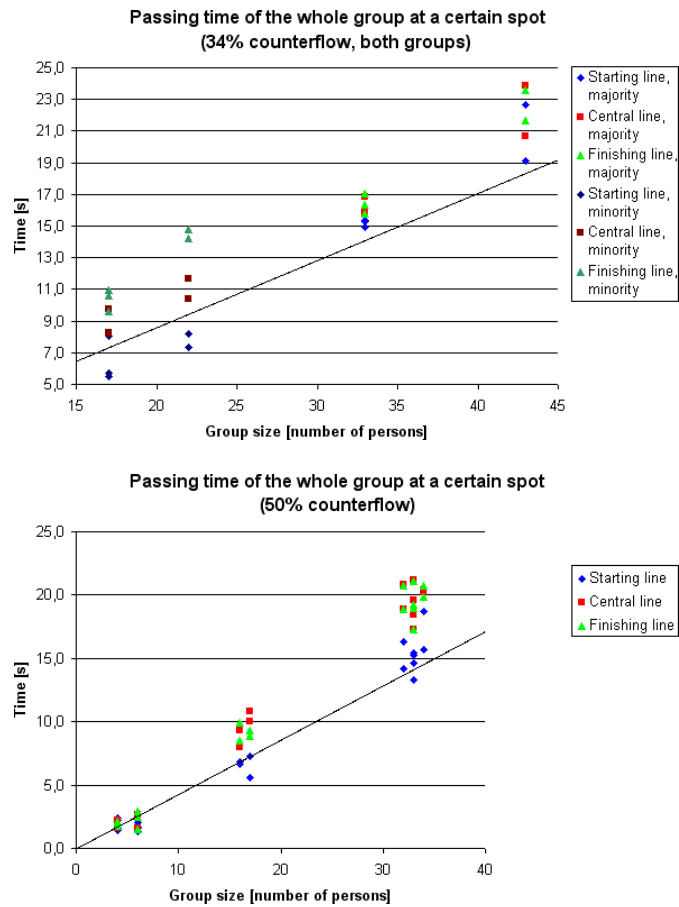 Passing time of the whole group at a certain spot
(34% counterflow, both groups)
25,0
23,0
21,0
19,0
17,0
15,0
13,0
11,0
9,0
7,0
5,0
15 20 25 30 35 40 45
Time [s]
Group size [number of persons]
Starting line,
majority
Central line,
majority
Finishing line,
majority
Starting line,
minority
Central line,
minority
Finishing line,
minority
Passing time of the whole group at a certain spot
(50% counterflow)
25,0
20,0
15,0
10,0
5,0
0,0
0 10 20 30 40
Time [s]
Group size [number of persons]
Starting line
Central line
Finishing line